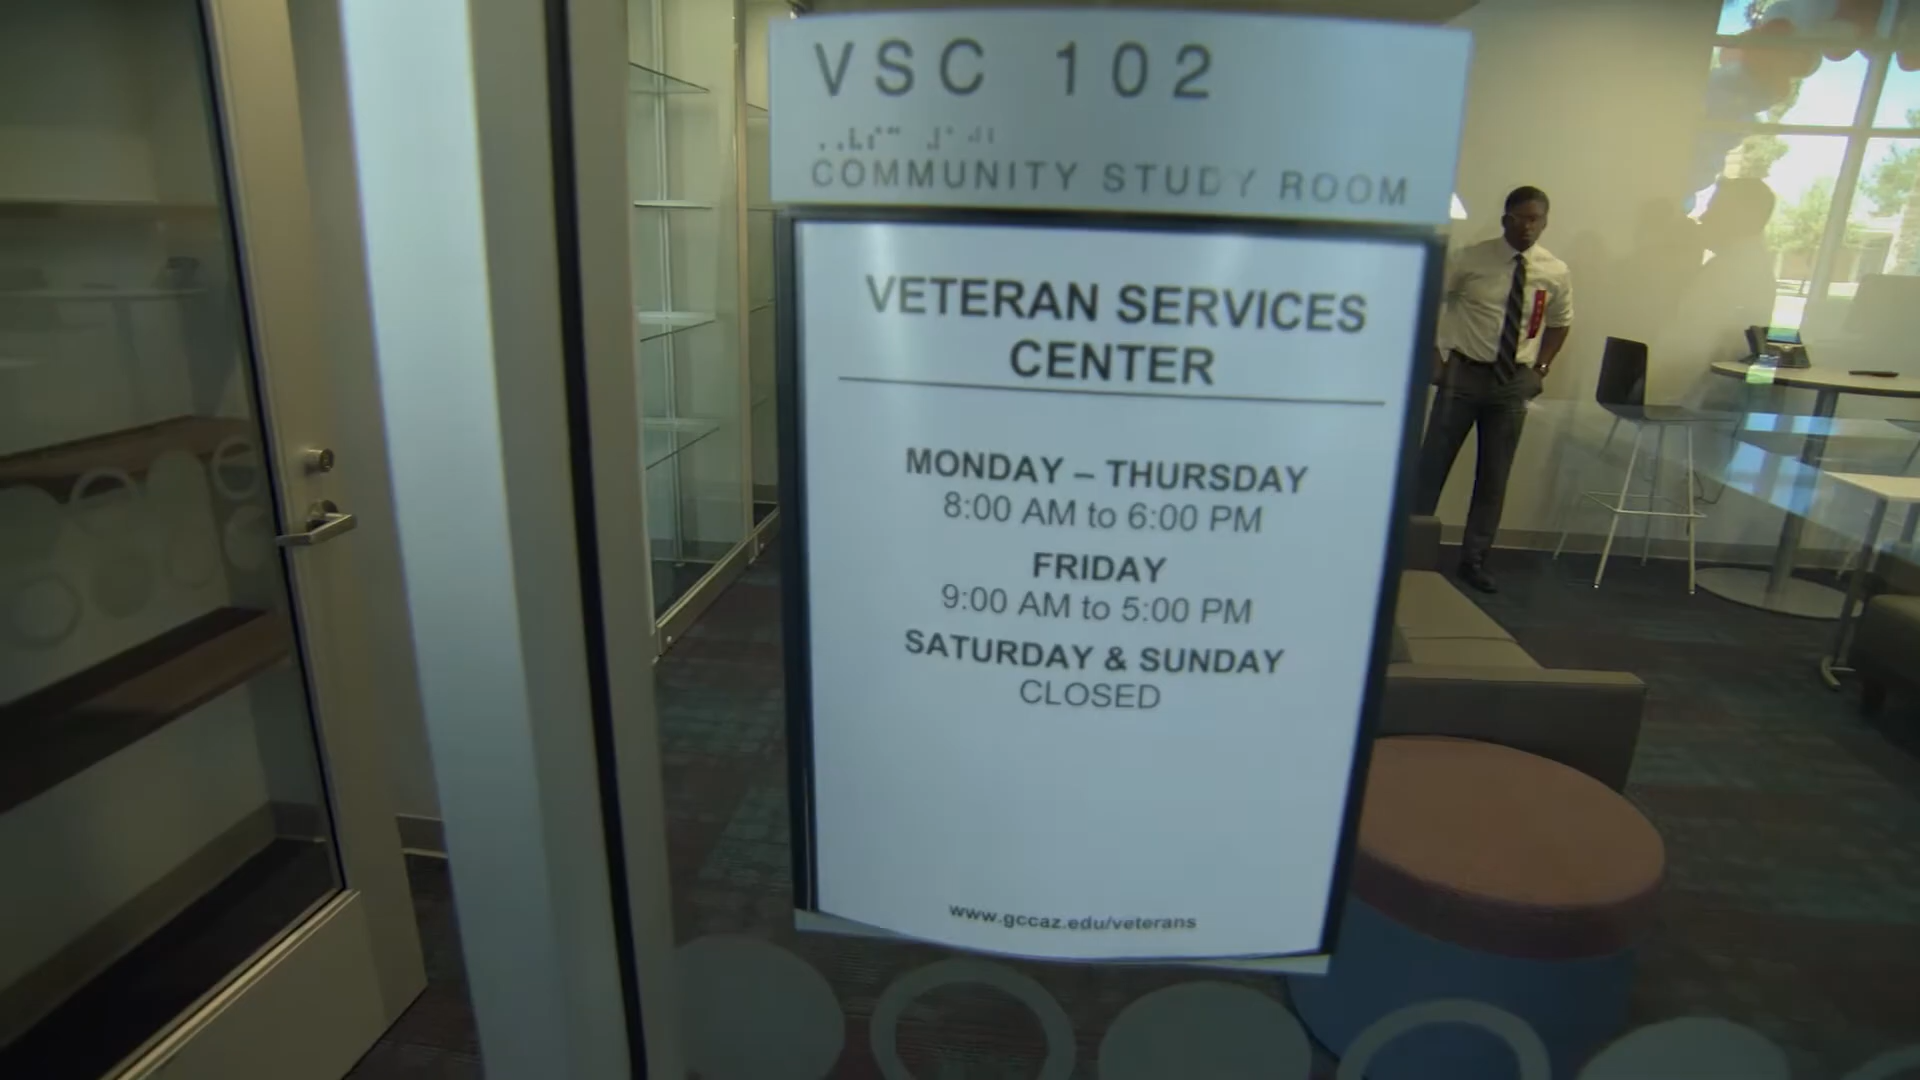 VSC 102
COMMUNITY STUDY ROOM
VETERAN SERVICES
CENTER
MONDAY – THURSDAY
8:00 AM to 6:00 PM
FRIDAY
9:00 AM to 5:00 PM
SATURDAY & SUNDAY
CLOSED
www.gccaz.edu/veterans